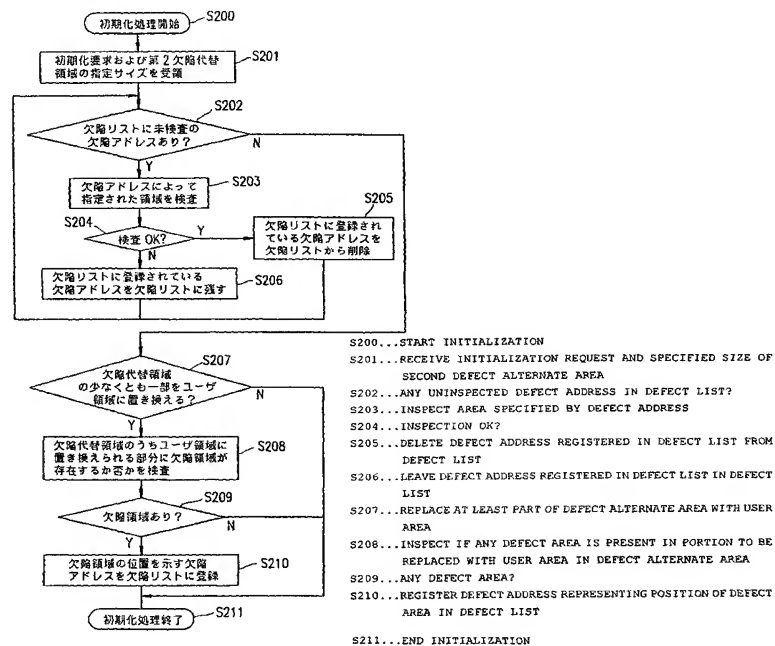 初期化処理開始
S200
初期化要求および第2欠陥代替
領域の指定サイズを受領
S201
S202
欠陥リストに未検査の
欠陥アドレスあり？
N
Y
欠陥アドレスによって
指定された領域を検査
S203
S204
検査 OK?
Y
N
S205
欠陥リストに登録され
ている欠陥アドレスを
欠陥リストから削除
欠陥リストに登録されている
欠陥アドレスを欠陥リストに残す
S206
S207
欠陥代替領域
の少なくとも一部をユーザ
領域に置き換える？
N
Y
欠陥代替領域のうちユーザ領域に
置き換えられる部分に欠陥領域が
存在するか否かを検査
S208
S209
欠陥領域あり？
N
Y
欠陥領域の位置を示す欠陥
アドレスを欠陥リストに登録
S210
S211
初期化処理終了
S200...START INITIALIZATION
S201...RECEIVE INITIALIZATION REQUEST AND SPECIFIED SIZE OF
SECOND DEFECT ALTERNATE AREA
S202...ANY UNINSPECTED DEFECT ADDRESS IN DEFECT LIST?
S203...INSPECT AREA SPECIFIED BY DEFECT ADDRESS
S204...INSPECTION OK?
S205...DELETE DEFECT ADDRESS REGISTERED IN DEFECT LIST FROM
DEFECT LIST
S206...LEAVE DEFECT ADDRESS REGISTERED IN DEFECT LIST IN DEFECT
LIST
S207...REPLACE AT LEAST PART OF DEFECT ALTERNATE AREA WITH USER
AREA
S208...INSPECT IF ANY DEFECT AREA IS PRESENT IN PORTION TO BE
REPLACED WITH USER AREA IN DEFECT ALTERNATE AREA
S209...ANY DEFECT AREA?
S210...REGISTER DEFECT ADDRESS REPRESENTING POSITION OF DEFECT
AREA IN DEFECT LIST
S211...END INITIALIZATION